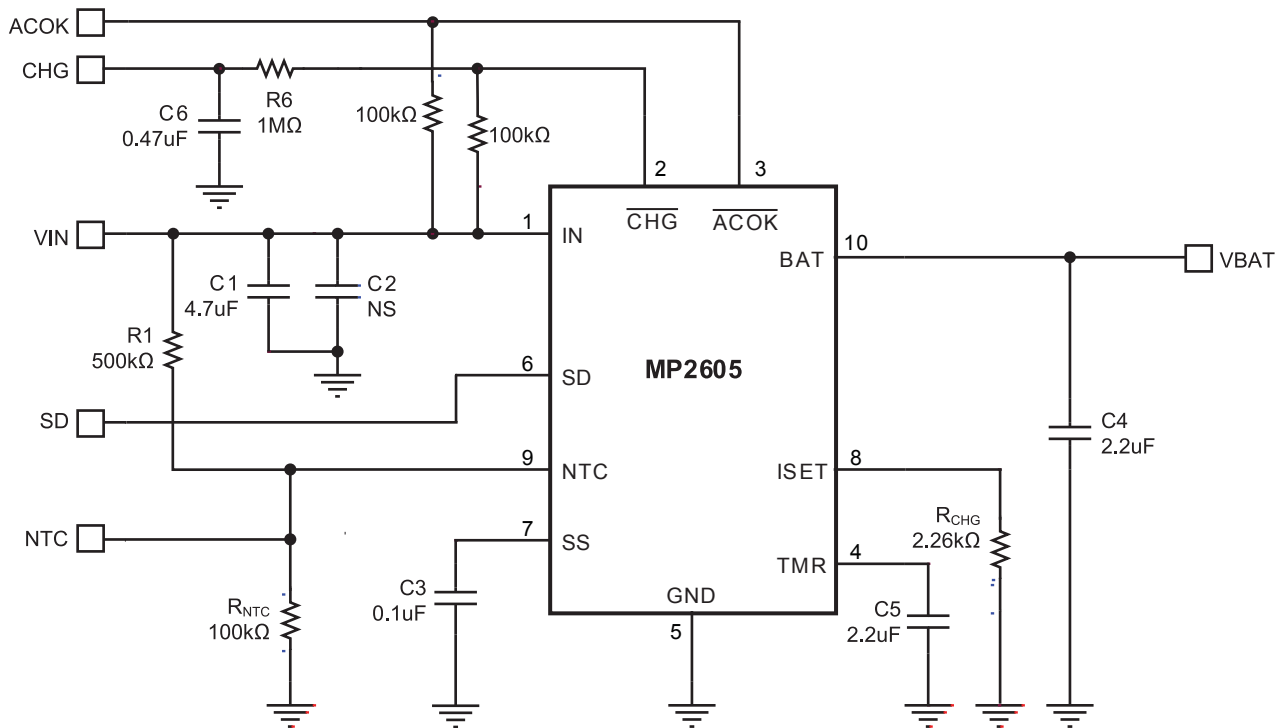 ACOK
CHG
R6
1MΩ
C6
0.47uF
100kΩ
100kΩ
2
3
VIN
1
IN
CHG
ACOK
BAT
10
VBAT
C1
4.7uF
C2
NS
R1
500kΩ
6
SD
MP2605
SD
C4
2.2uF
9
NTC
ISET
8
NTC
7
SS
RCHG
2.26kΩ
4
TMR
C3
0.1uF
GND
5
C5
2.2uF
RNTC
100kΩ